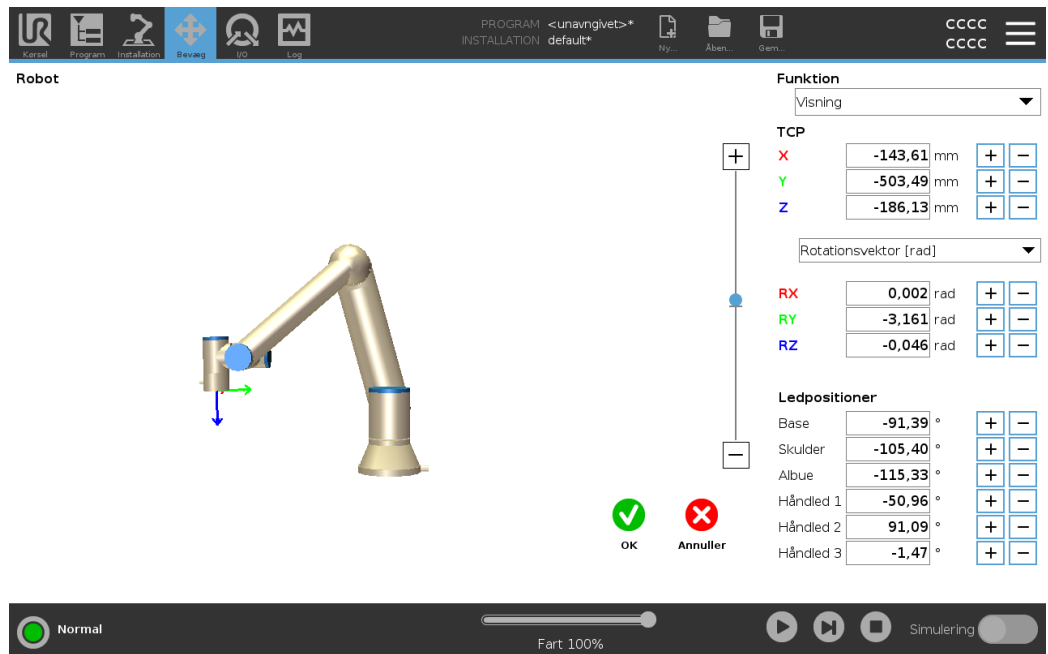 PROGRAM <unavngivet>*
INSTALLATION default*
CCCC
CCCC
Kørsel Program Installation Bevæg I/O Log Ny... Åben... Gem...
Robot
Funktion
Visning
TCP
X -143,61 mm + −
Y -503,49 mm + −
Z -186,13 mm + −
Rotationsvektor [rad]
RX 0,002 rad + −
RY -3,161 rad + −
RZ -0,046 rad + −
Ledpositioner
Base -91,39 ° + −
Skulder -105,40 ° + −
Albue -115,33 ° + −
Håndled 1 -50,96 ° + −
Håndled 2 91,09 ° + −
Håndled 3 -1,47 ° + −
OK Annuller
Normal
Fart 100%
Simulering